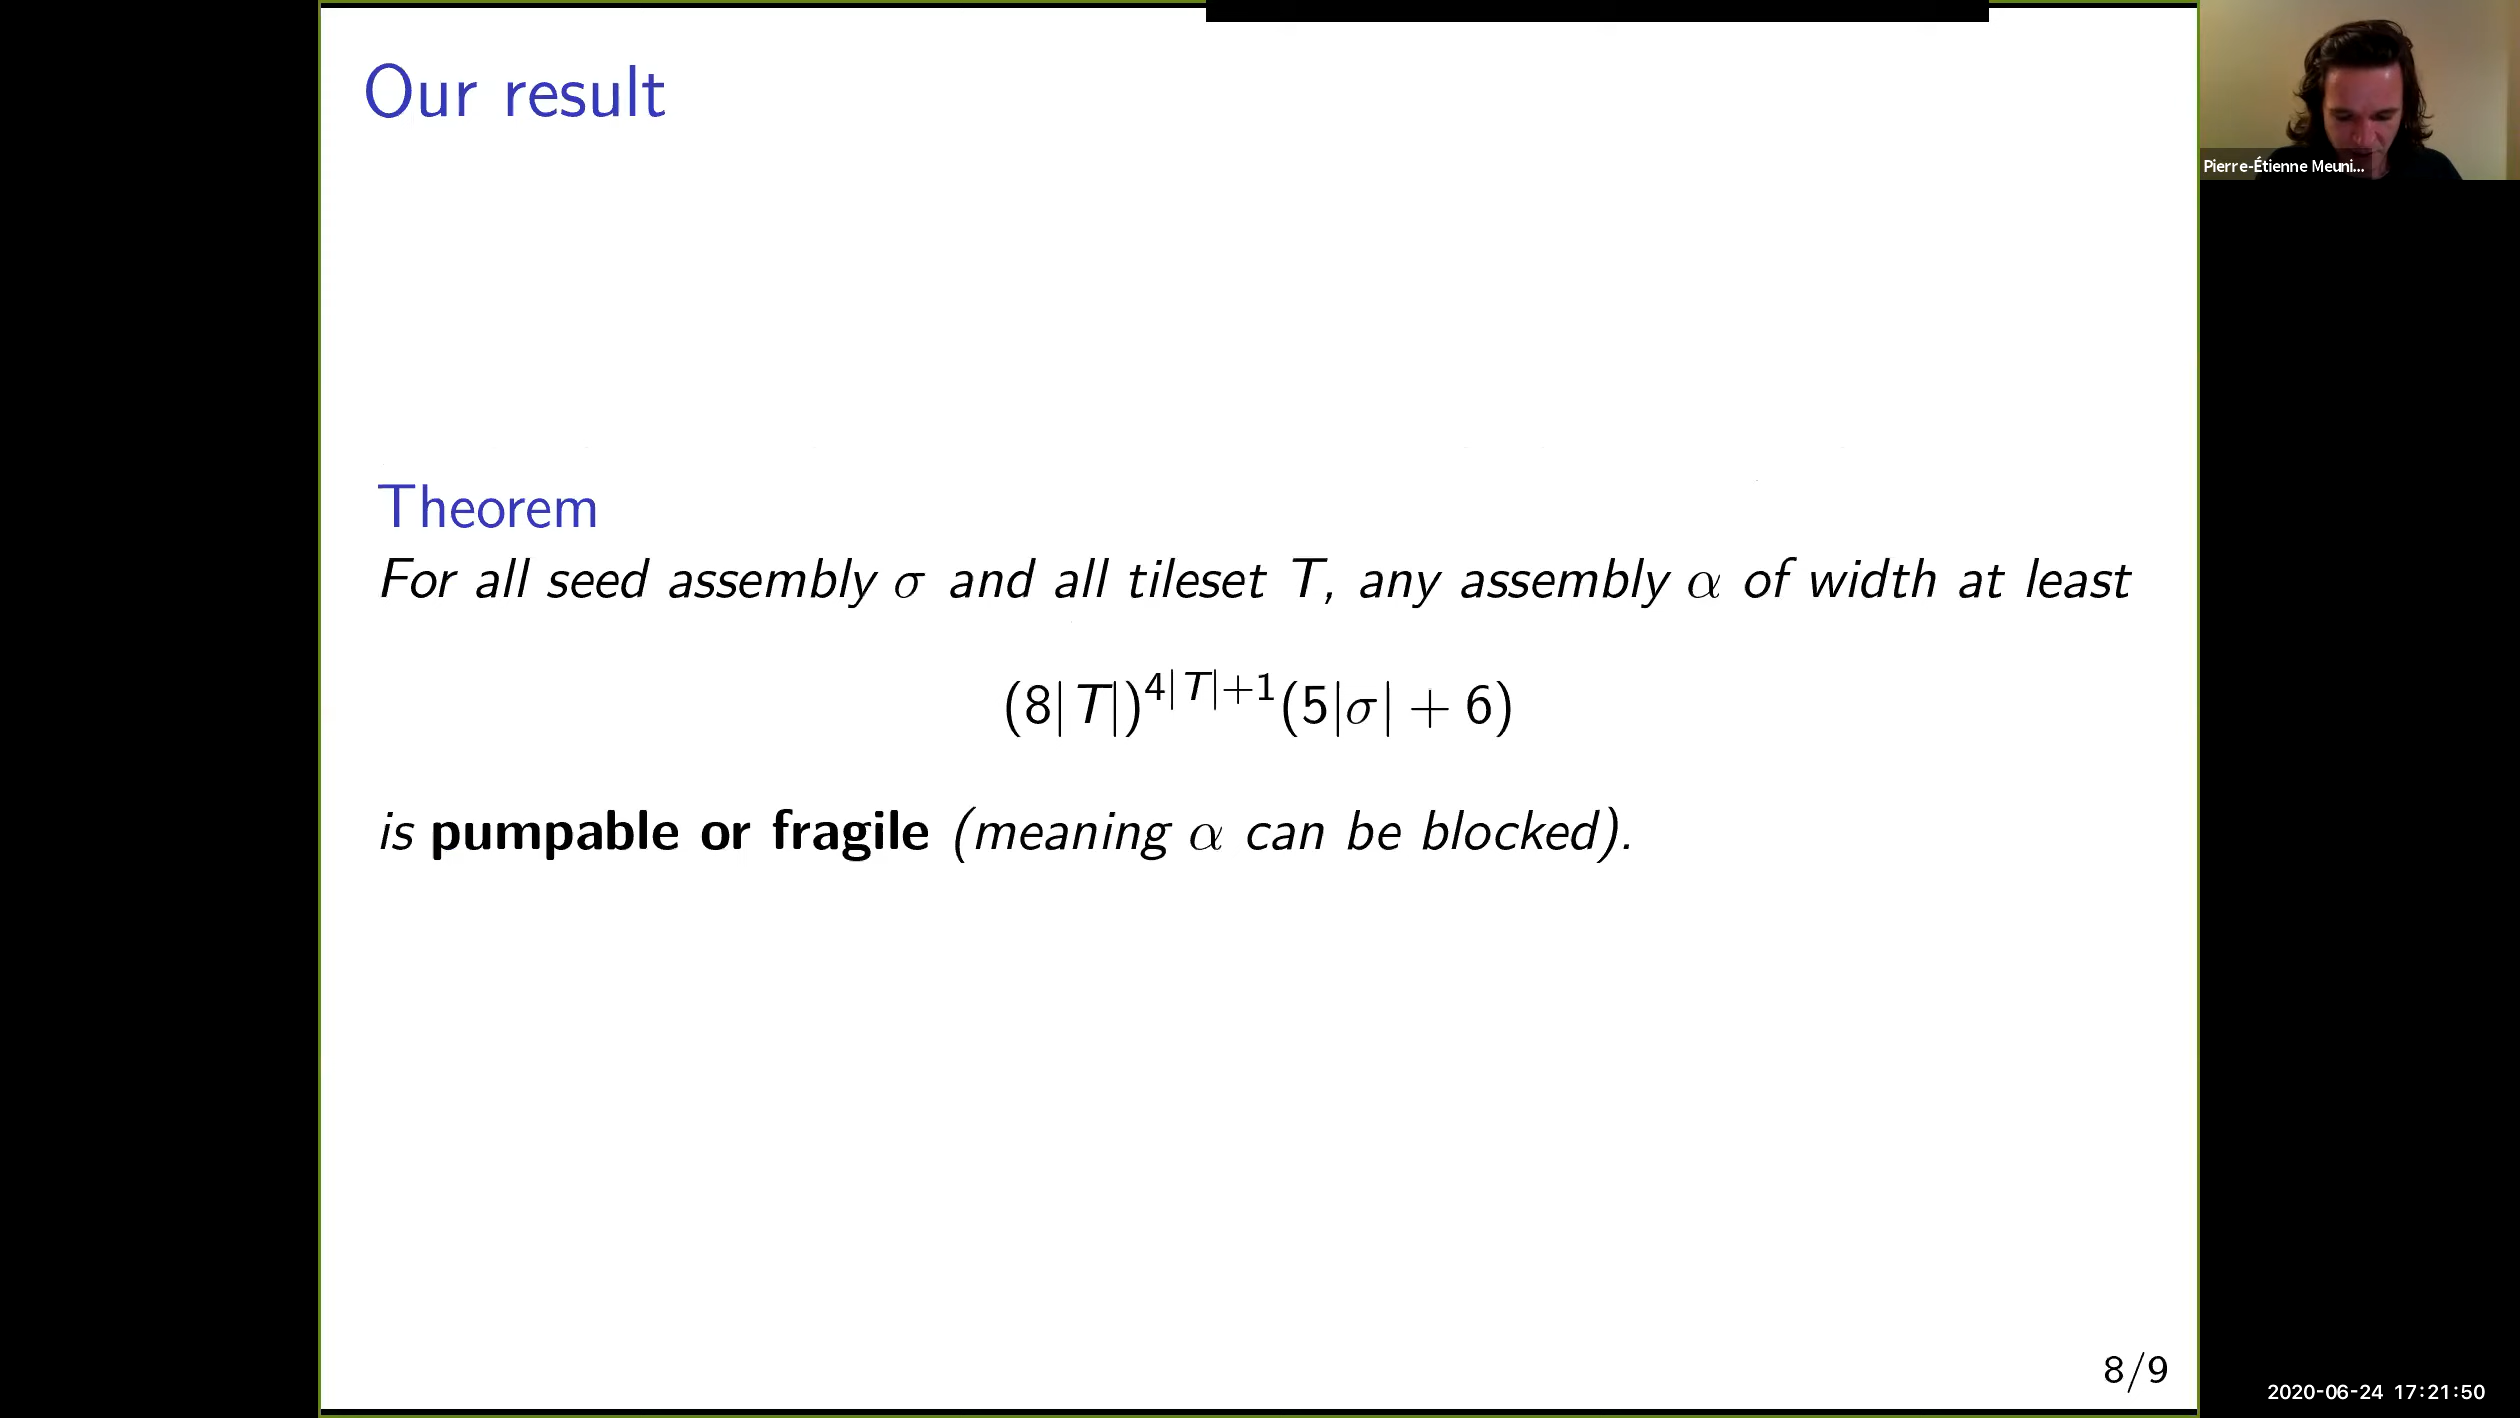 Our result
Theorem
For all seed assembly σ and all tileset T, any assembly α of width at least
(8|T|)^{4|T|+1}(5|σ| + 6)
is pumpable or fragile (meaning α can be blocked).
8/9
Pierre-Étienne Meuni...
2020-06-24 17:21:50